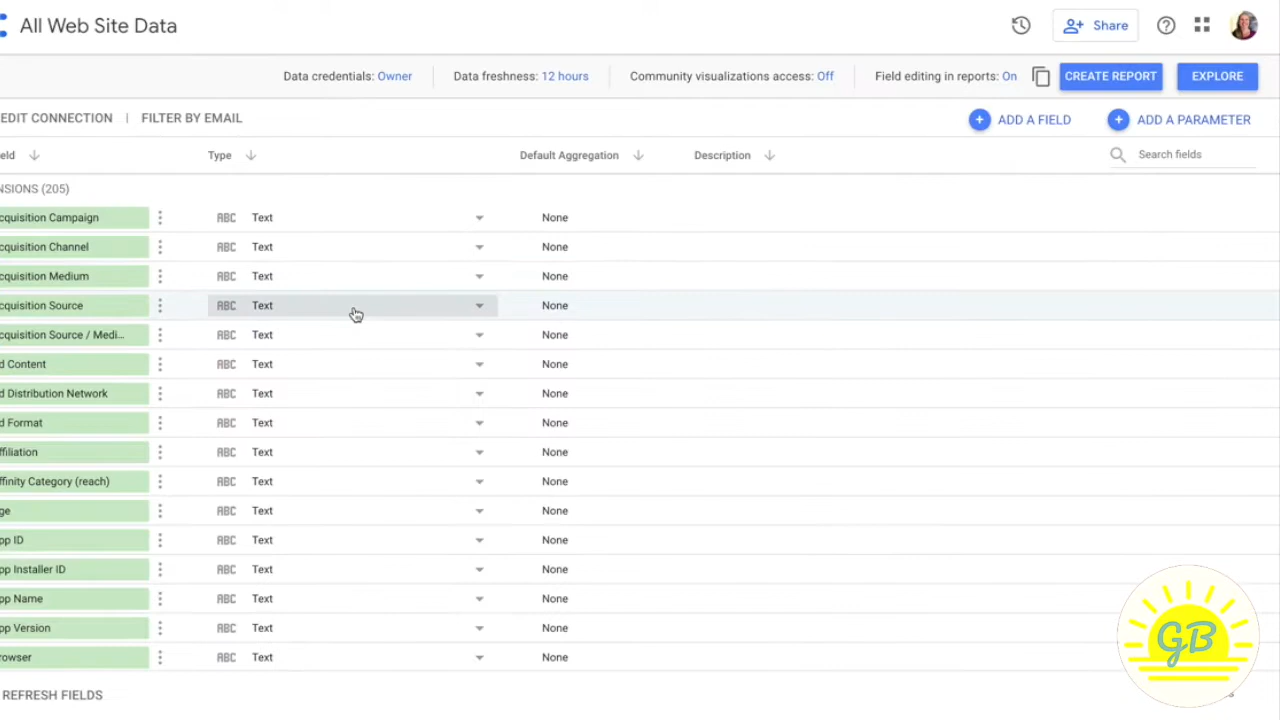 All Web Site Data
Share
Data credentials: Owner
Data freshness: 12 hours
Community visualizations access: Off
Field editing in reports: On
CREATE REPORT
EXPLORE
EDIT CONNECTION | FILTER BY EMAIL
ADD A FIELD
ADD A PARAMETER
eld
Type
Default Aggregation
Description
Search fields
NSIONS (205)
cquisition Campaign ABC Text None
cquisition Channel ABC Text None
cquisition Medium ABC Text None
cquisition Source ABC Text None
cquisition Source / Medi... ABC Text None
d Content ABC Text None
d Distribution Network ABC Text None
d Format ABC Text None
ffiliation ABC Text None
ffinity Category (reach) ABC Text None
ge ABC Text None
pp ID ABC Text None
pp Installer ID ABC Text None
pp Name ABC Text None
pp Version ABC Text None
rowser ABC Text None
REFRESH FIELDS
GB